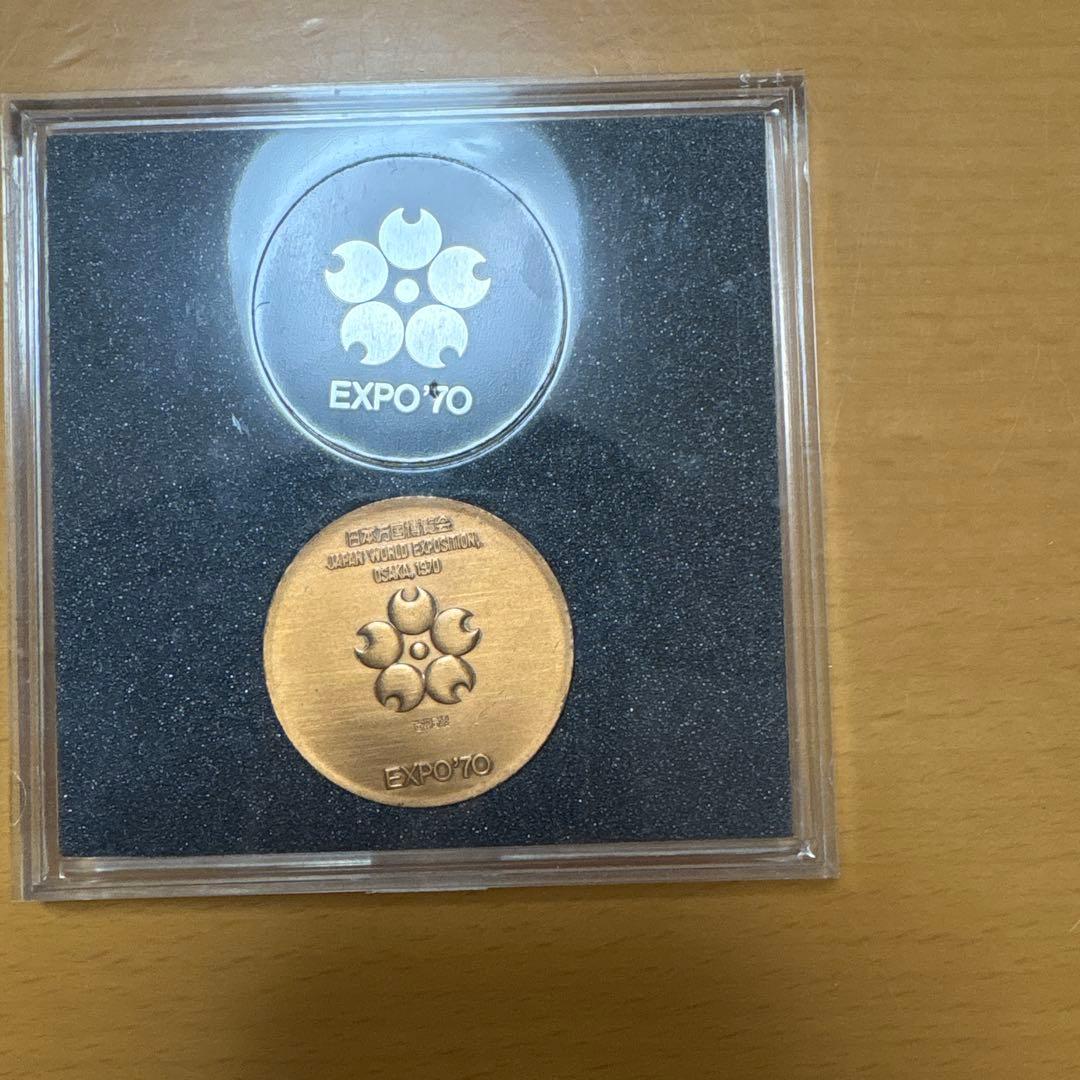 EXPO'70
日本万国博覧会
JAPAN WORLD EXPOSITION,
OSAKA, 1970
EXPO'70